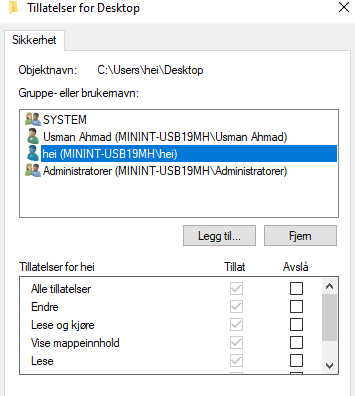 Tillatelser for Desktop
Sikkerhet
Objektnavn: C:\Users\hei\Desktop
Gruppe- eller brukernavn:
SYSTEM
Usman Ahmad (MININT-USB19MH\Usman Ahmad)
hei (MININT-USB19MH\hei)
Administratorer (MININT-USB19MH\Administratorer)
Legg til... Fjern
Tillatelser for hei Tillat Avslå
Alle tillatelser
Endre
Lese og kjøre
Vise mappeinnhold
Lese